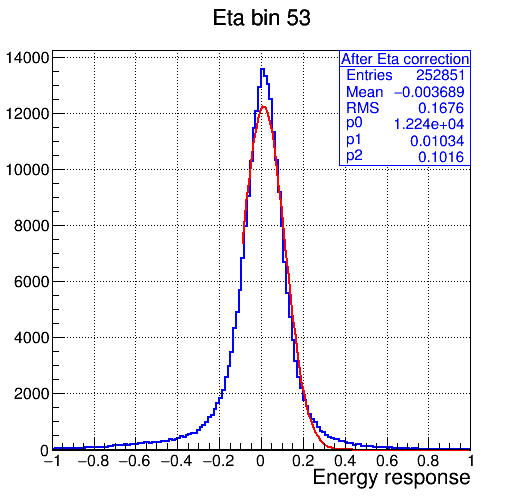 Eta bin 53
After Eta correction
Entries 252851
Mean −0.003689
RMS 0.1676
p0 1.224e+04
p1 0.01034
p2 0.1016
14000
12000
10000
8000
6000
4000
2000
0
−1 −0.8 −0.6 −0.4 −0.2 0 0.2 0.4 0.6 0.8 1
Energy response